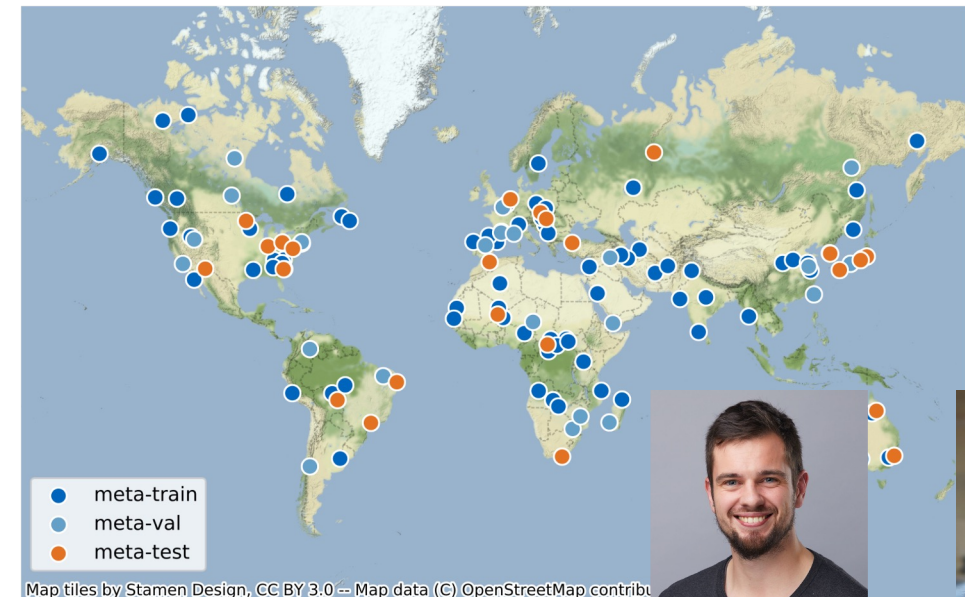 meta-train
meta-val
meta-test
Map tiles by Stamen Design, CC BY 3.0 -- Map data (C) OpenStreetMap